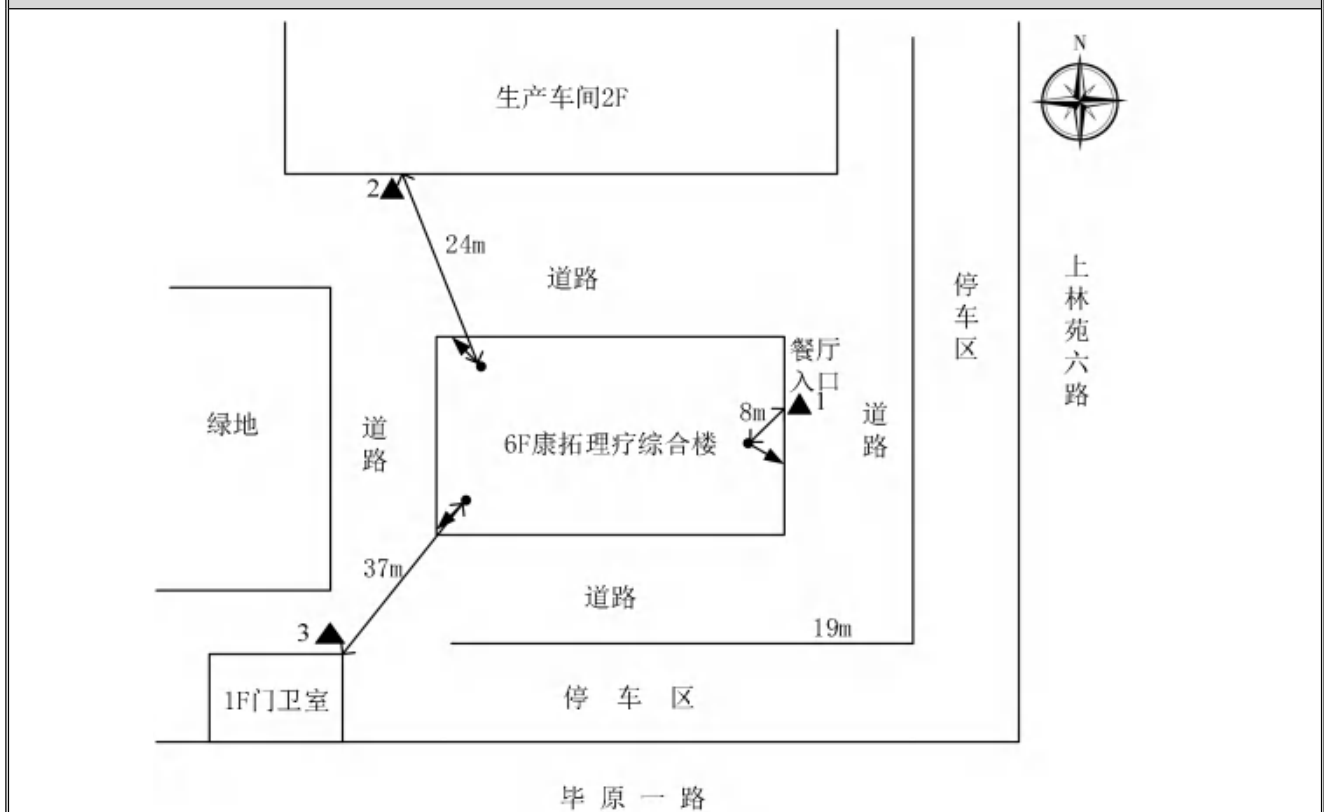 N
生产车间2F
2
24m
道路
上林苑六路
停车区
餐厅
入口
1
8m
绿地
道路
6F康拓理疗综合楼
道路
37m
道路
19m
3
1F门卫室
停车区
毕原一路